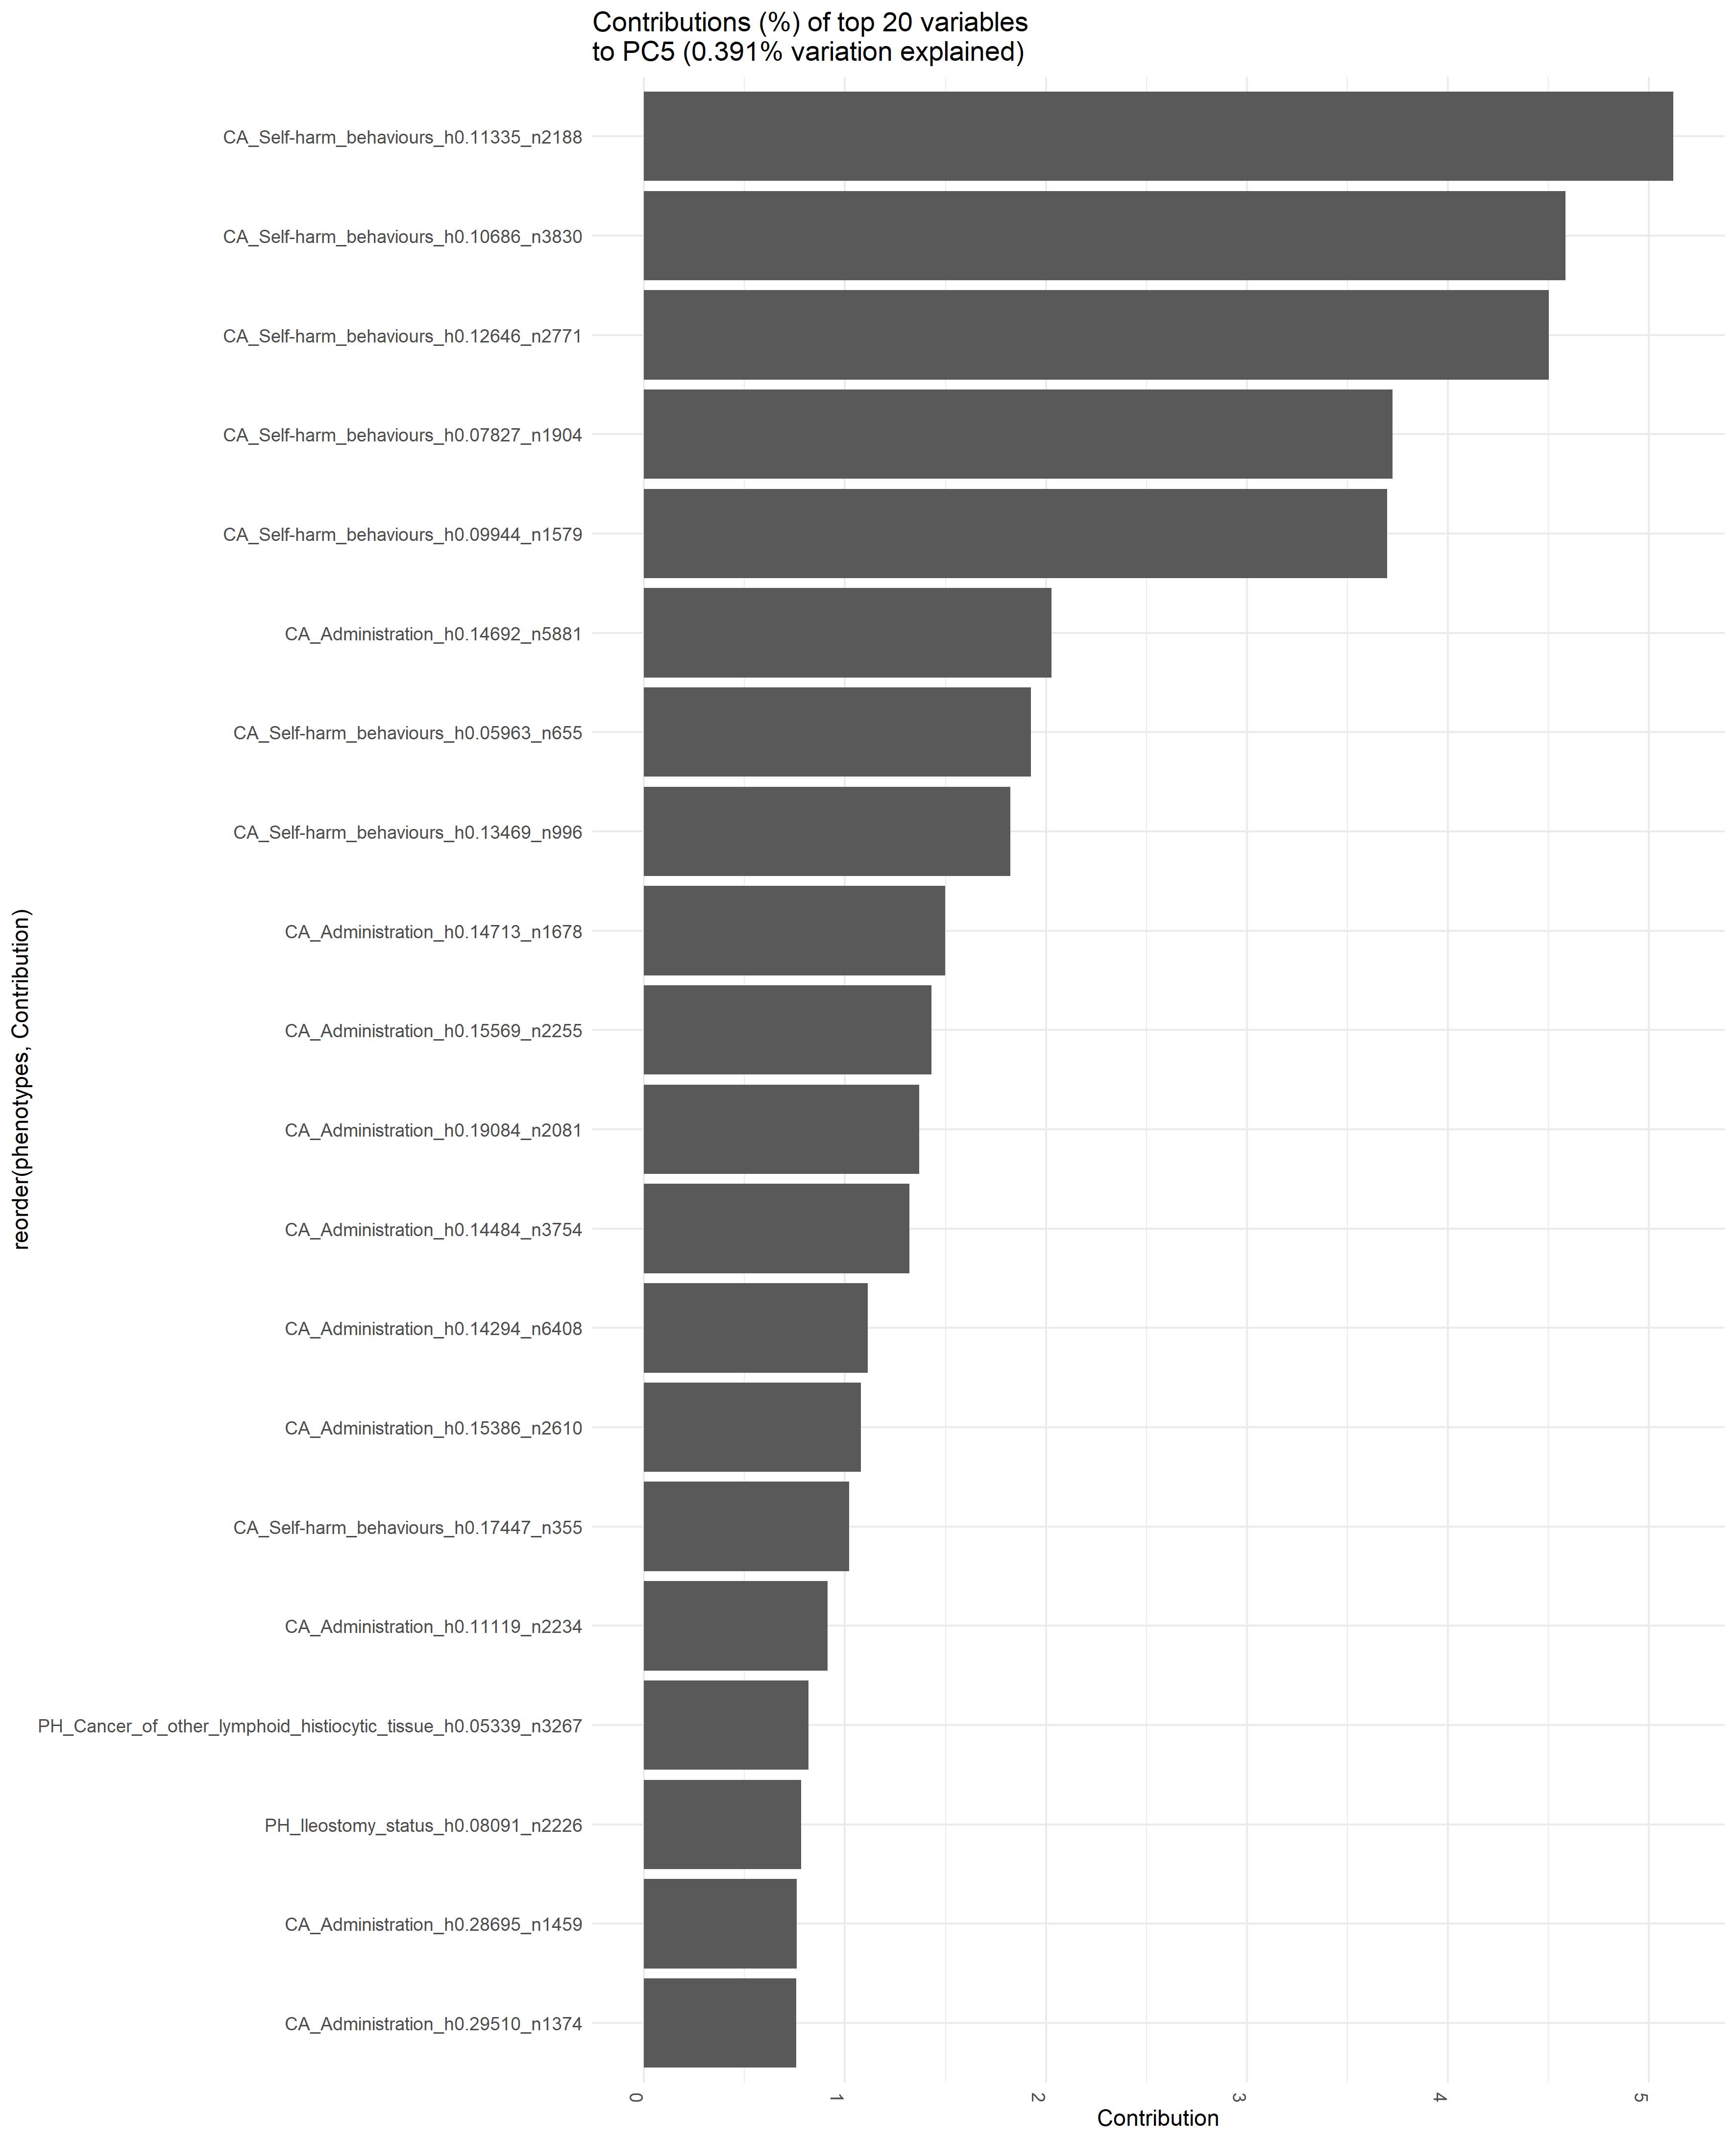 Contributions (%) of top 20 variables
to PC5 (0.391% variation explained)
CA_Self-harm_behaviours_h0.11335_n2188
CA_Self-harm_behaviours_h0.10686_n3830
CA_Self-harm_behaviours_h0.12646_n2771
CA_Self-harm_behaviours_h0.07827_n1904
CA_Self-harm_behaviours_h0.09944_n1579
CA_Administration_h0.14692_n5881
CA_Self-harm_behaviours_h0.05963_n655
CA_Self-harm_behaviours_h0.13469_n996
CA_Administration_h0.14713_n1678
CA_Administration_h0.15569_n2255
CA_Administration_h0.19084_n2081
CA_Administration_h0.14484_n3754
CA_Administration_h0.14294_n6408
CA_Administration_h0.15386_n2610
CA_Self-harm_behaviours_h0.17447_n355
CA_Administration_h0.11119_n2234
PH_Cancer_of_other_lymphoid_histiocytic_tissue_h0.05339_n3267
PH_Ileostomy_status_h0.08091_n2226
CA_Administration_h0.28695_n1459
CA_Administration_h0.29510_n1374
reorder(phenotypes, Contribution)
0 1 2 3 4 5
Contribution